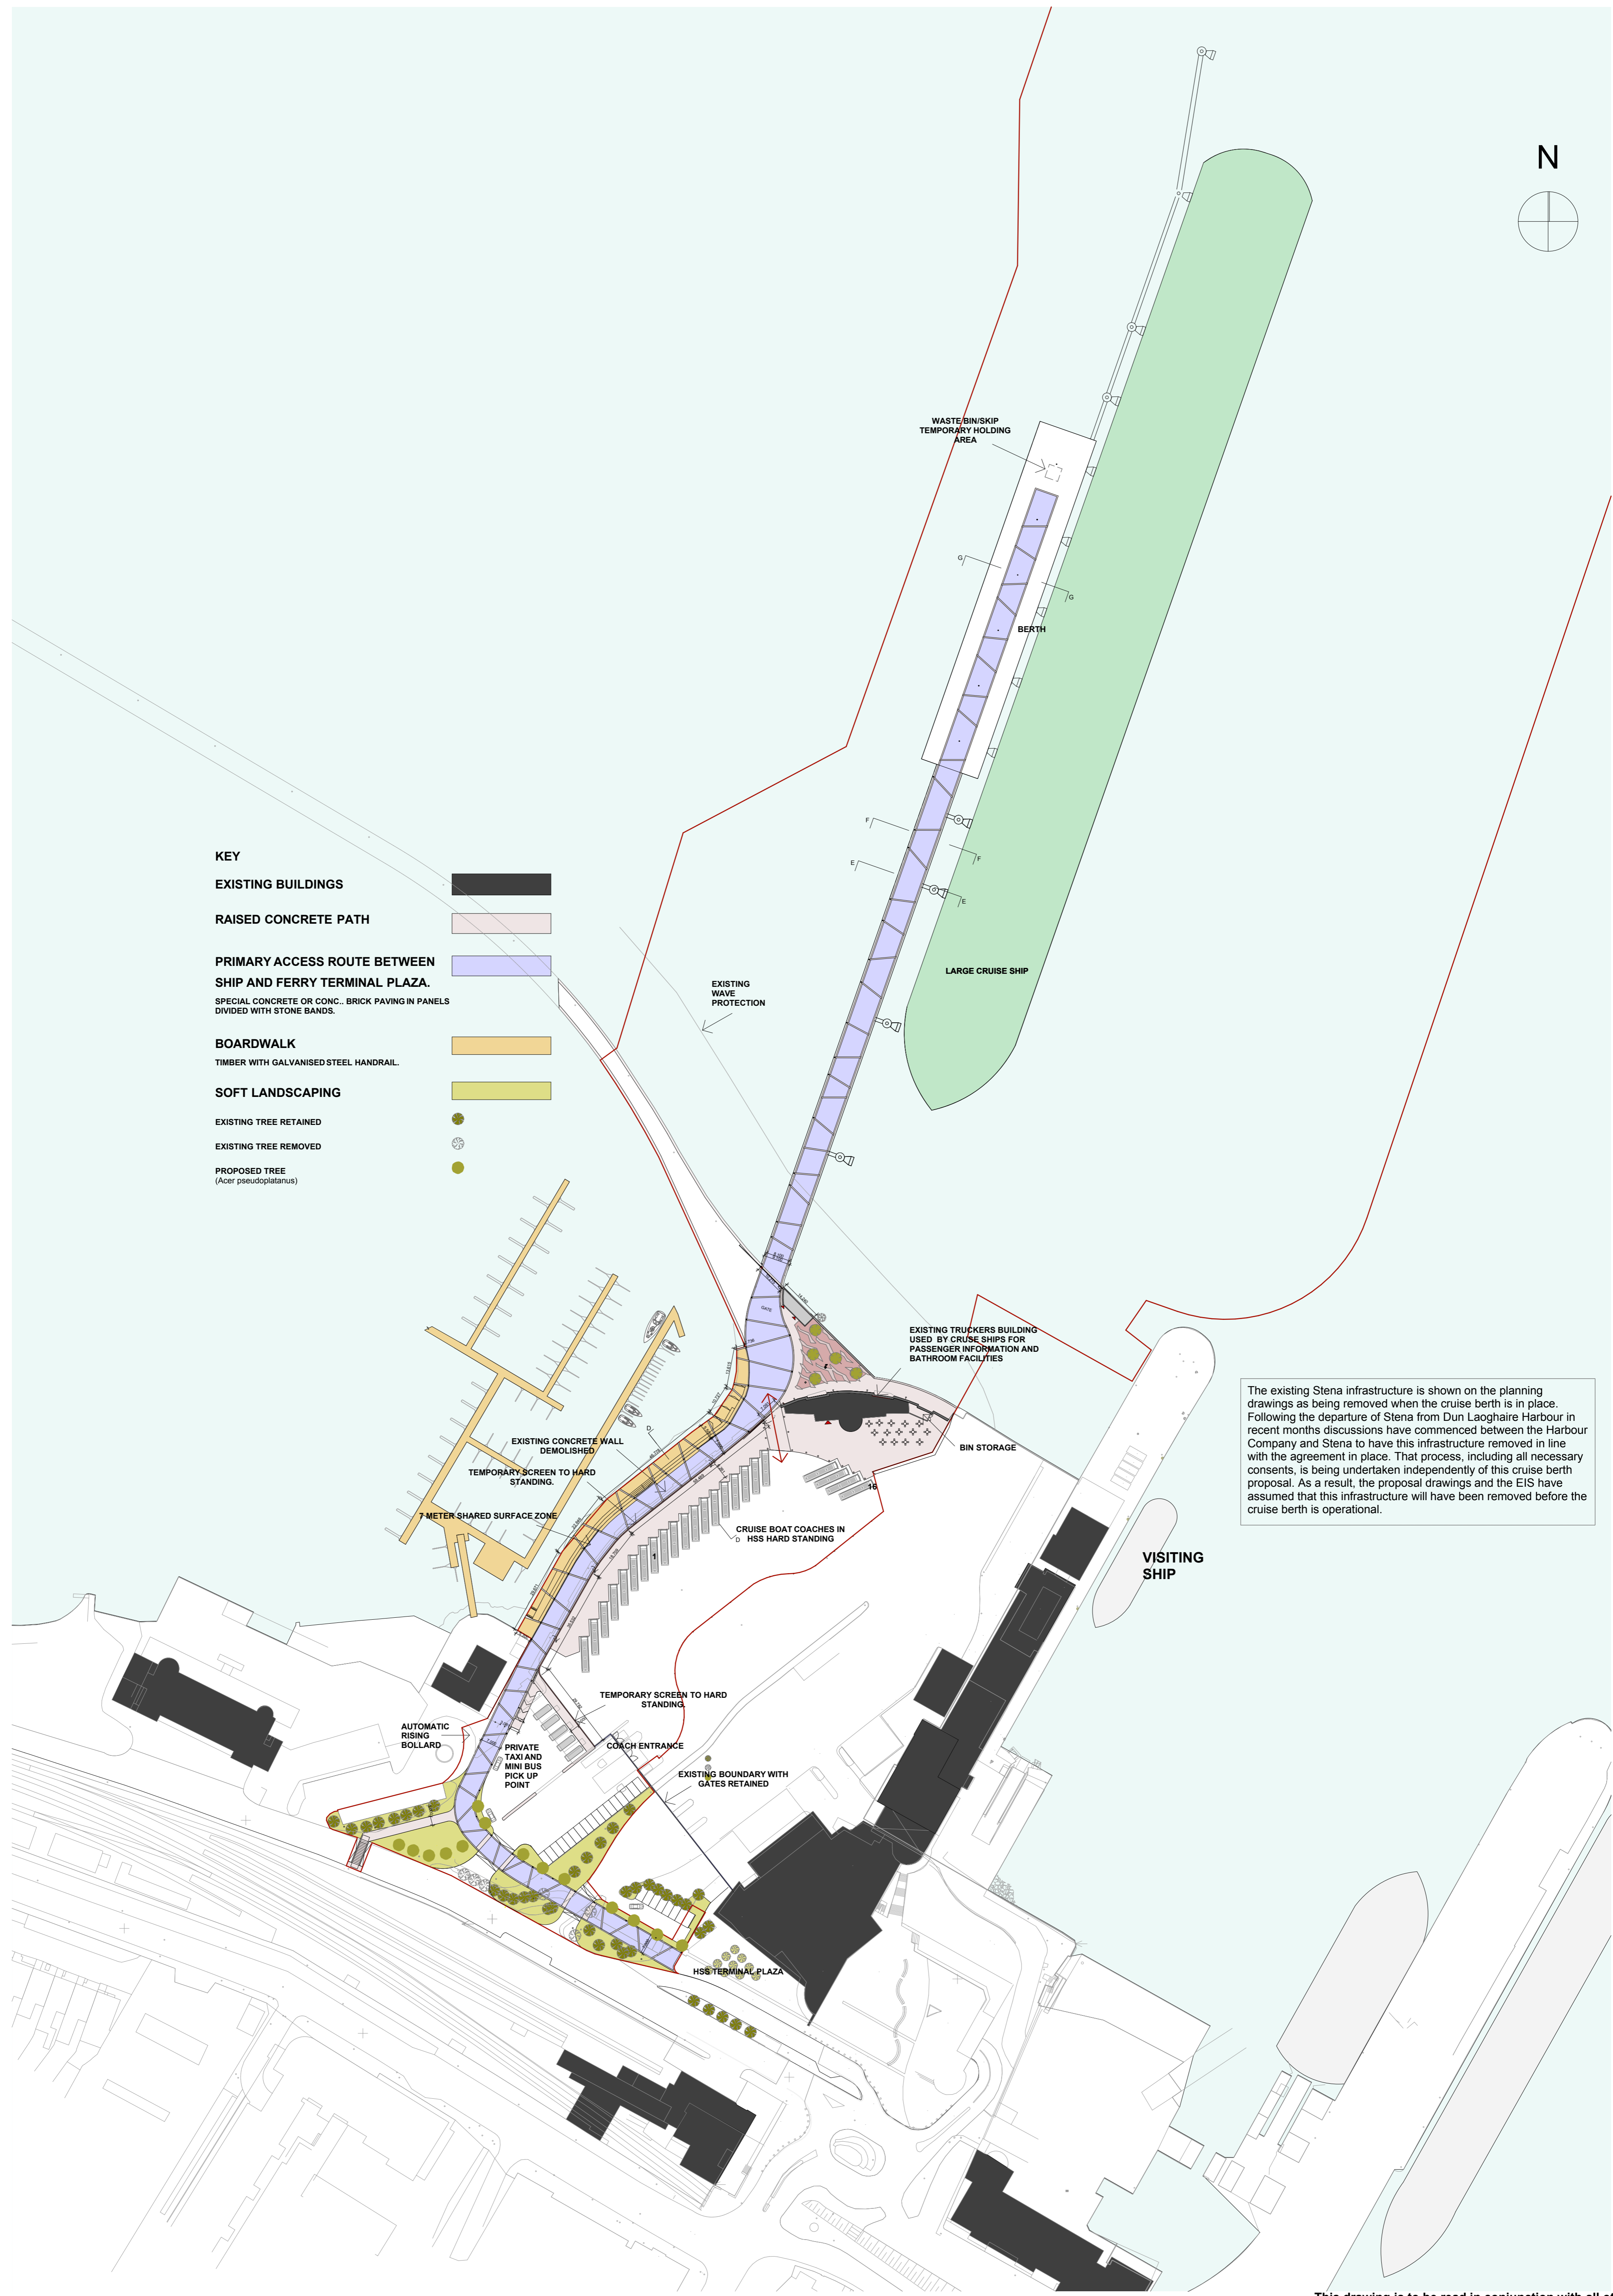 N
WASTE BIN/SKIP
TEMPORARY HOLDING
AREA
G
G
BERTH
F
F
E
E
LARGE CRUISE SHIP
KEY
EXISTING BUILDINGS
RAISED CONCRETE PATH
PRIMARY ACCESS ROUTE BETWEEN
SHIP AND FERRY TERMINAL PLAZA.
SPECIAL CONCRETE OR CONC.. BRICK PAVING IN PANELS
DIVIDED WITH STONE BANDS.
BOARDWALK
TIMBER WITH GALVANISED STEEL HANDRAIL.
SOFT LANDSCAPING
EXISTING TREE RETAINED
EXISTING TREE REMOVED
PROPOSED TREE
(Acer pseudoplatanus)
EXISTING
WAVE
PROTECTION
GATE
EXISTING TRUCKERS BUILDING
USED BY CRUSE SHIPS FOR
PASSENGER INFORMATION AND
BATHROOM FACILITIES
The existing Stena infrastructure is shown on the planning
drawings as being removed when the cruise berth is in place.
Following the departure of Stena from Dun Laoghaire Harbour in
recent months discussions have commenced between the Harbour
Company and Stena to have this infrastructure removed in line
with the agreement in place. That process, including all necessary
consents, is being undertaken independently of this cruise berth
proposal. As a result, the proposal drawings and the EIS have
assumed that this infrastructure will have been removed before the
cruise berth is operational.
D
EXISTING CONCRETE WALL
DEMOLISHED
BIN STORAGE
TEMPORARY SCREEN TO HARD
STANDING.
16
7 METER SHARED SURFACE ZONE
CRUISE BOAT COACHES IN
HSS HARD STANDING
D
1
VISITING
SHIP
TEMPORARY SCREEN TO HARD
STANDING.
AUTOMATIC
RISING
BOLLARD
PRIVATE
TAXI AND
MINI BUS
PICK UP
POINT
COACH ENTRANCE
EXISTING BOUNDARY WITH
GATES RETAINED
HSS TERMINAL PLAZA